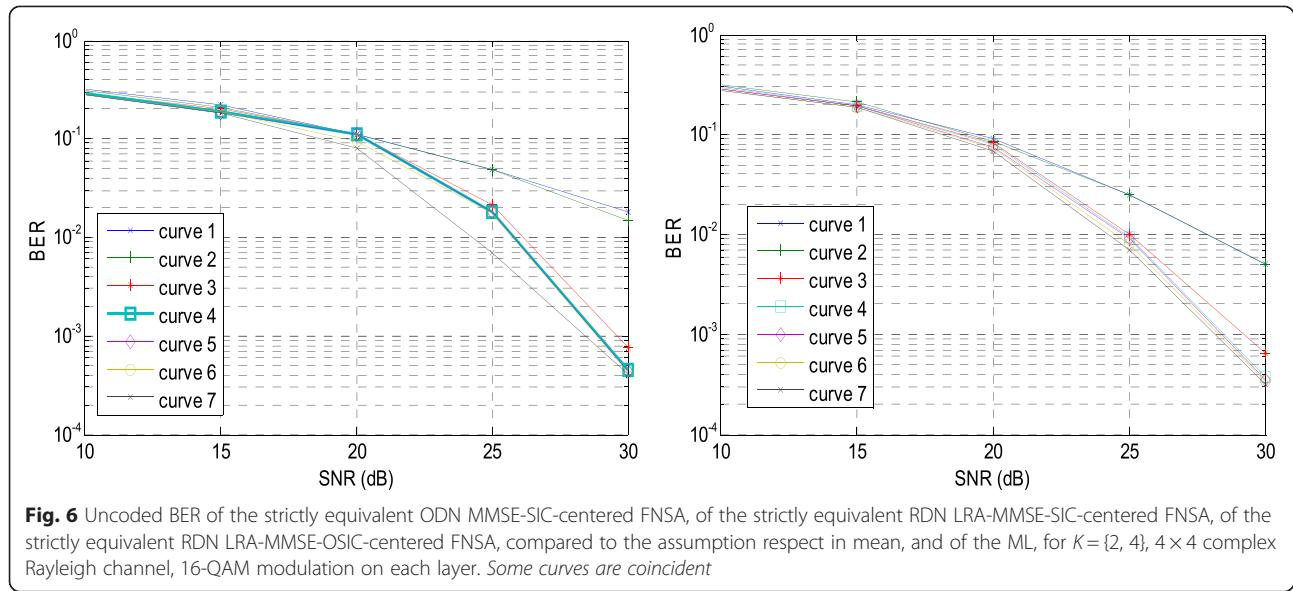 10^0
10^-1
10^-2
10^-3
10^-4
BER
10
15
20
25
30
SNR (dB)
curve 1
curve 2
curve 3
curve 4
curve 5
curve 6
curve 7
10^0
10^-1
10^-2
10^-3
10^-4
BER
10
15
20
25
30
SNR (dB)
curve 1
curve 2
curve 3
curve 4
curve 5
curve 6
curve 7
Fig. 6 Uncoded BER of the strictly equivalent ODN MMSE-SIC-centered FNSA, of the strictly equivalent RDN LRA-MMSE-SIC-centered FNSA, of the
strictly equivalent RDN LRA-MMSE-OSIC-centered FNSA, compared to the assumption respect in mean, and of the ML, for K = {2, 4}, 4 × 4 complex
Rayleigh channel, 16-QAM modulation on each layer. Some curves are coincident